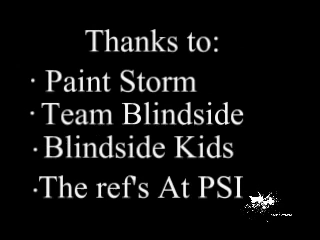 Thanks to:
· Paint Storm
· Team Blindside
· Blindside Kids
·The ref's At PSI